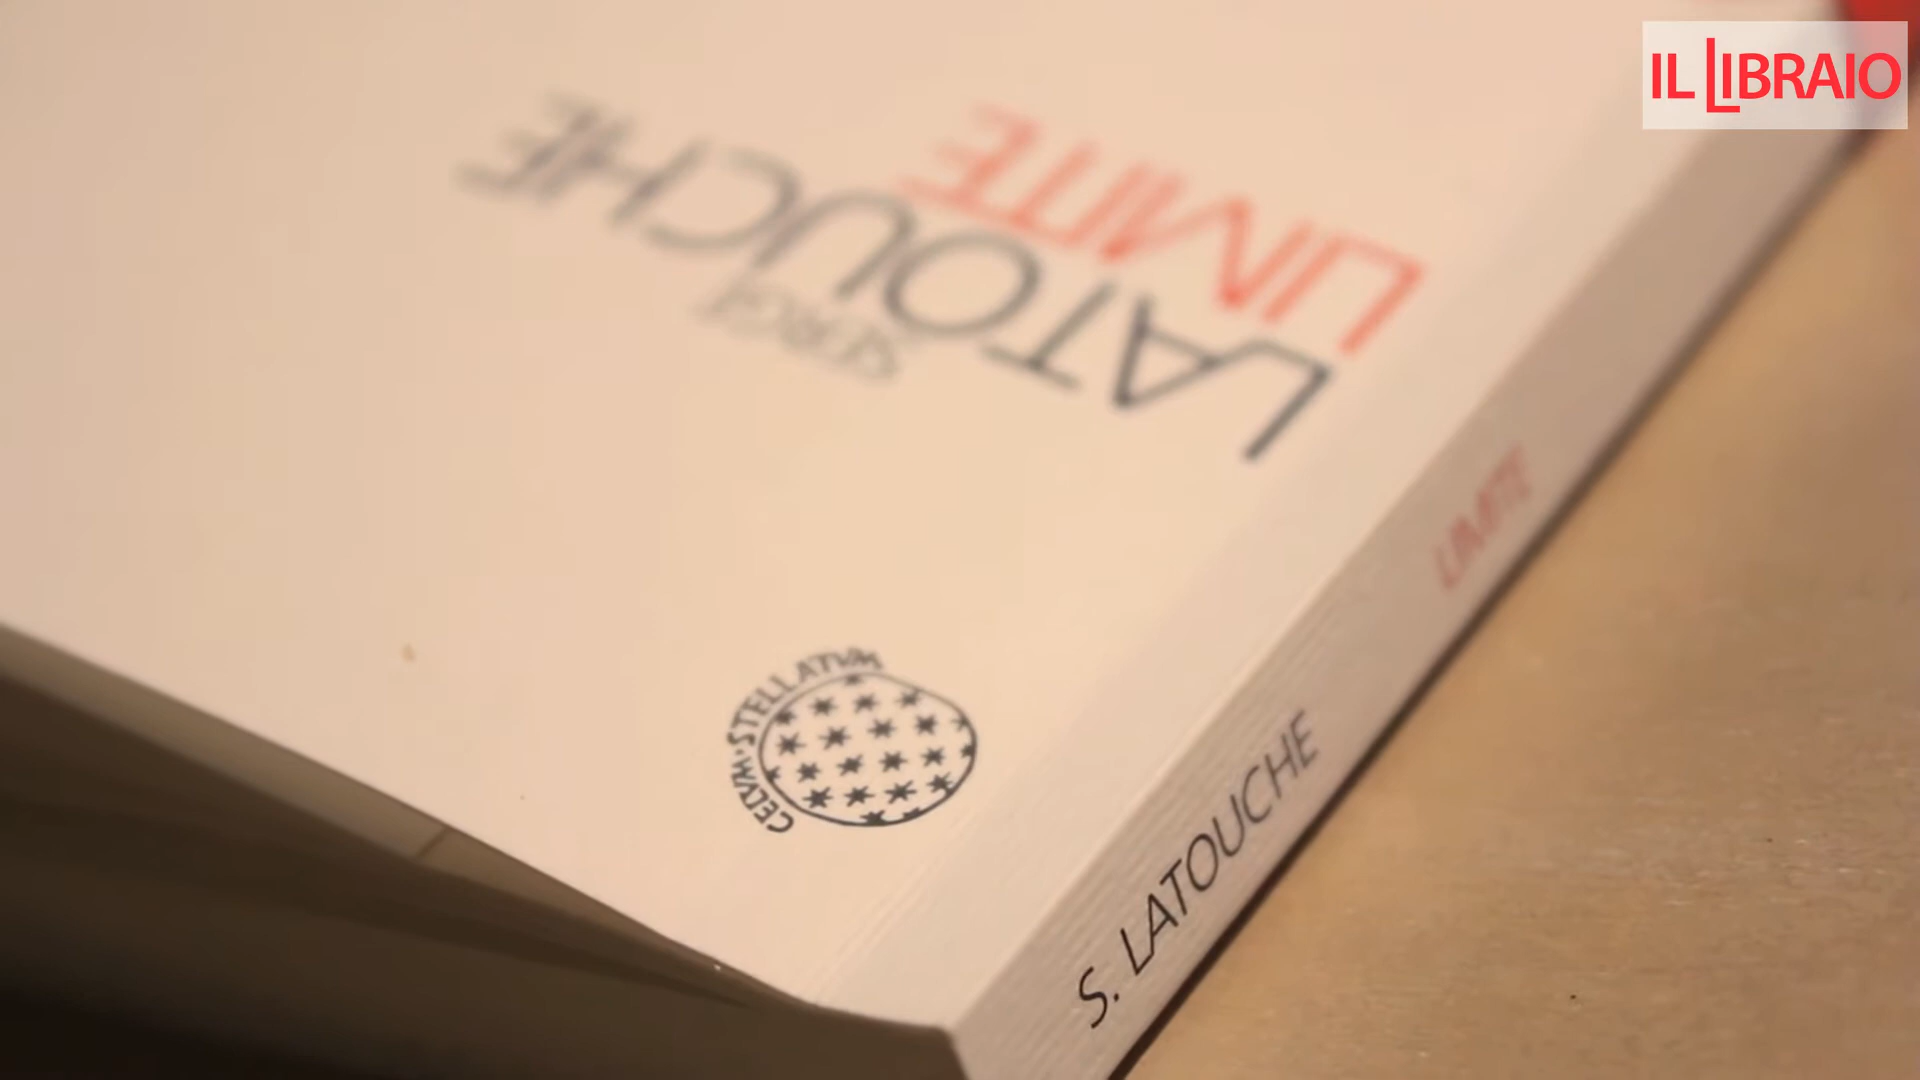 IL LIBRAIO
SERGE
LATOUCHE
LIMITE
CELVM·STELLATVM
S. LATOUCHE
LIMITE